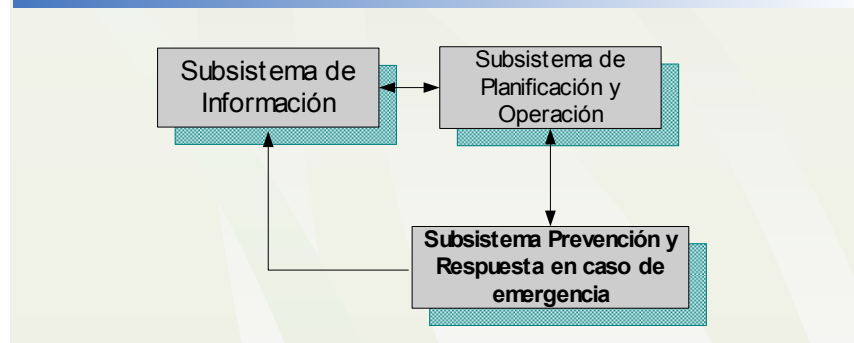 Subsistema de
Información
Subsistema de
Planificación y
Operación
Subsistema Prevención y
Respuesta en caso de
emergencia